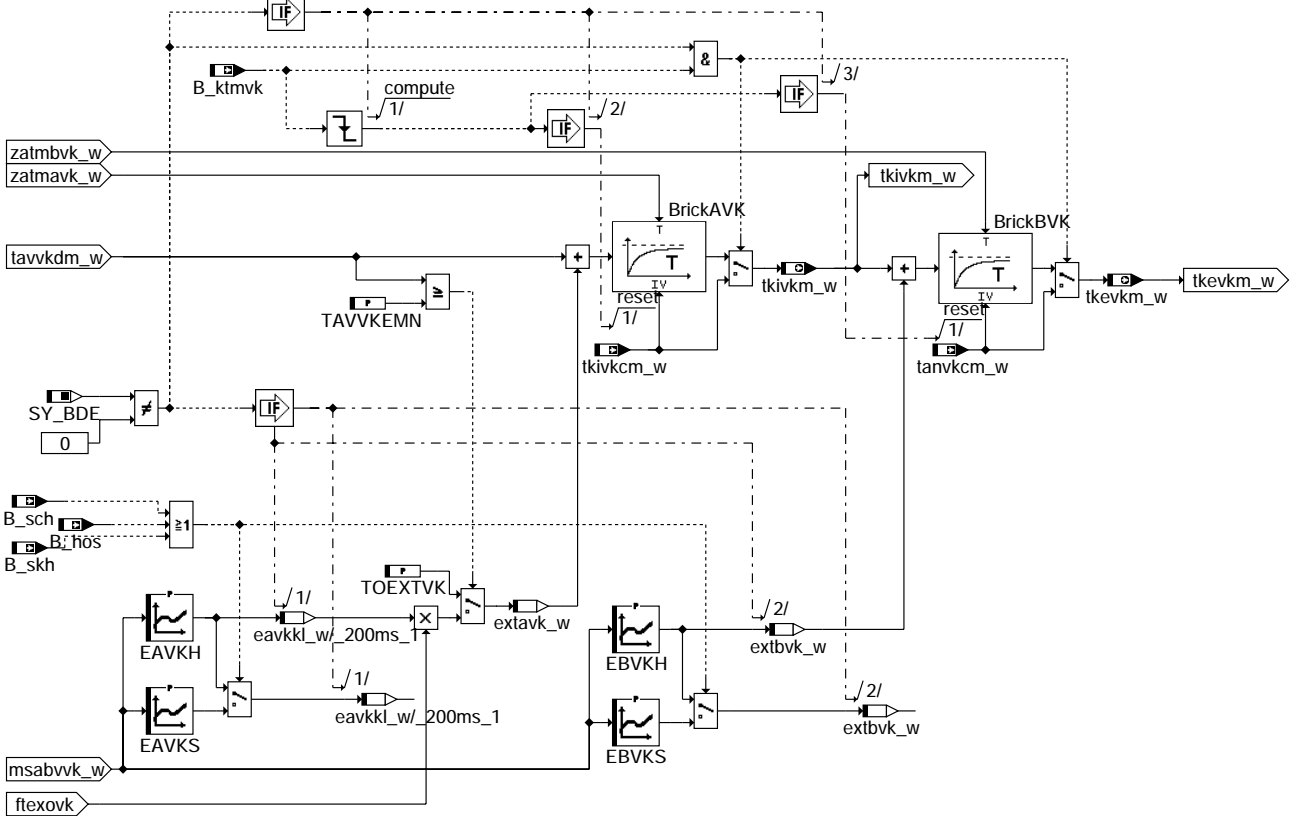 IF
B_ktmvk
&
3/
compute
1/
2/
IF
IF
zatmbvk_w
zatmavk_w
tkivkm_w
BrickAVK
BrickBVK
T
T
tavvkdm_w
+
T
+
T
≥
tkivkm_w
tkevkm_w
tkevkm_w
P
TAVVKEMN
IV
IV
reset
1/
reset
1/
tkivkcm_w
tanvkcm_w
SY_BDE
≠
IF
0
B_sch
B_hos
B_skh
≥1
P
TOEXTVK
1/
2/
extavk_w
P
EAVKH
eavkkl_w/_200ms_1
×
P
EBVKH
extbvk_w
1/
2/
P
EAVKS
eavkkl_w/_200ms_1
P
EBVKS
extbvk_w
msabvvk_w
ftexovk